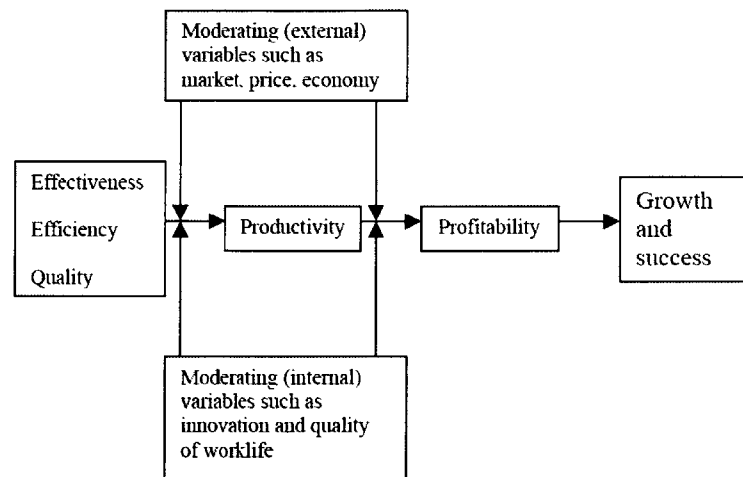 Moderating (external)
variables such as
market, price, economy
Effectiveness
Efficiency
Quality
Productivity
Profitability
Growth
and
success
Moderating (internal)
variables such as
innovation and quality
of worklife